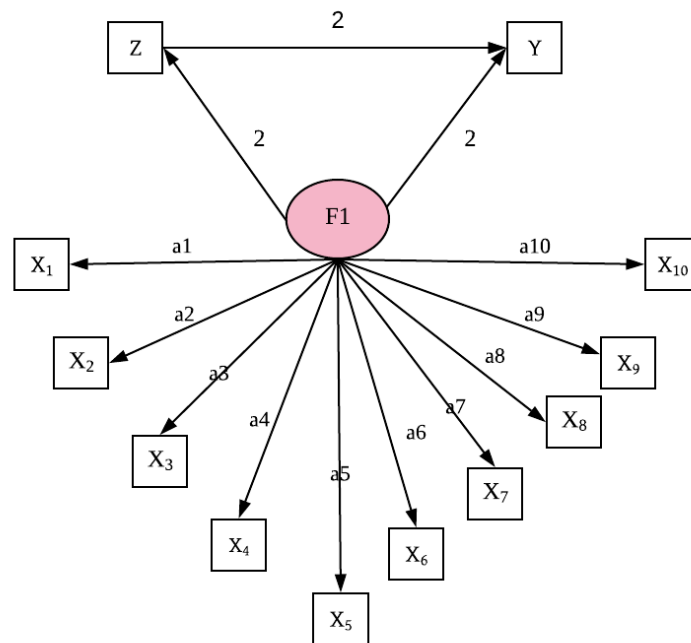 2
Z
Y
2
2
F1
a1
a10
X₁
X₁₀
a2
a9
X₂
X₉
a3
a8
a4
a7
X₈
a6
X₃
a5
X₇
X₄
X₆
X₅